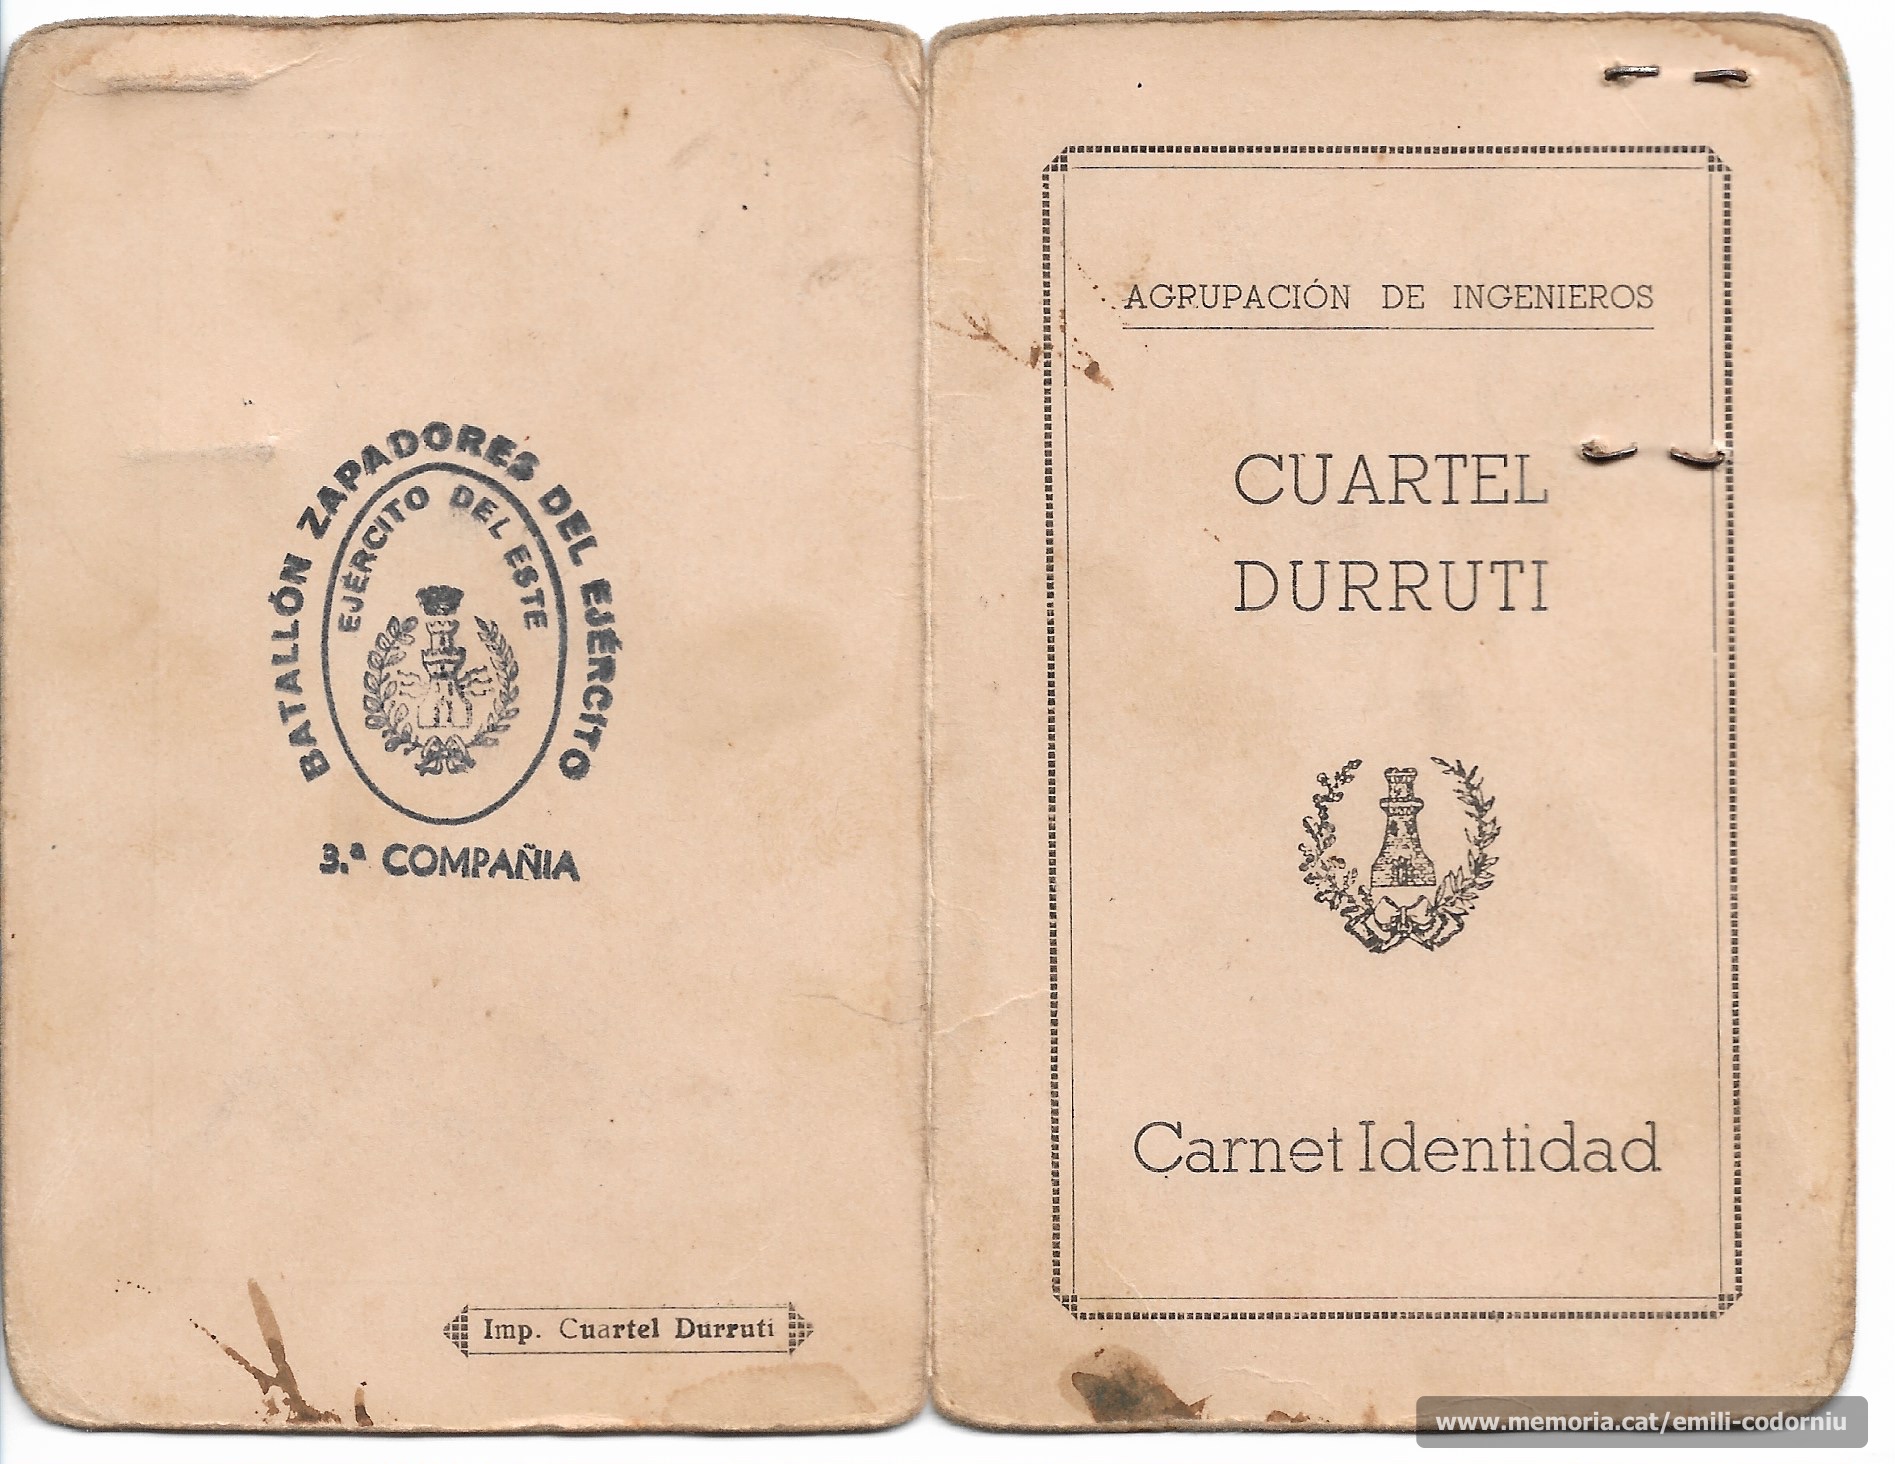 BATALLÓN ZAPADORES DEL EJÉRCITO
EJÉRCITO DEL ESTE
3.ª COMPAÑIA
Imp. Cuartel Durruti
AGRUPACIÓN DE INGENIEROS
CUARTEL
DURRUTI
Carnet Identidad
www.memoria.cat/emili-codorniu